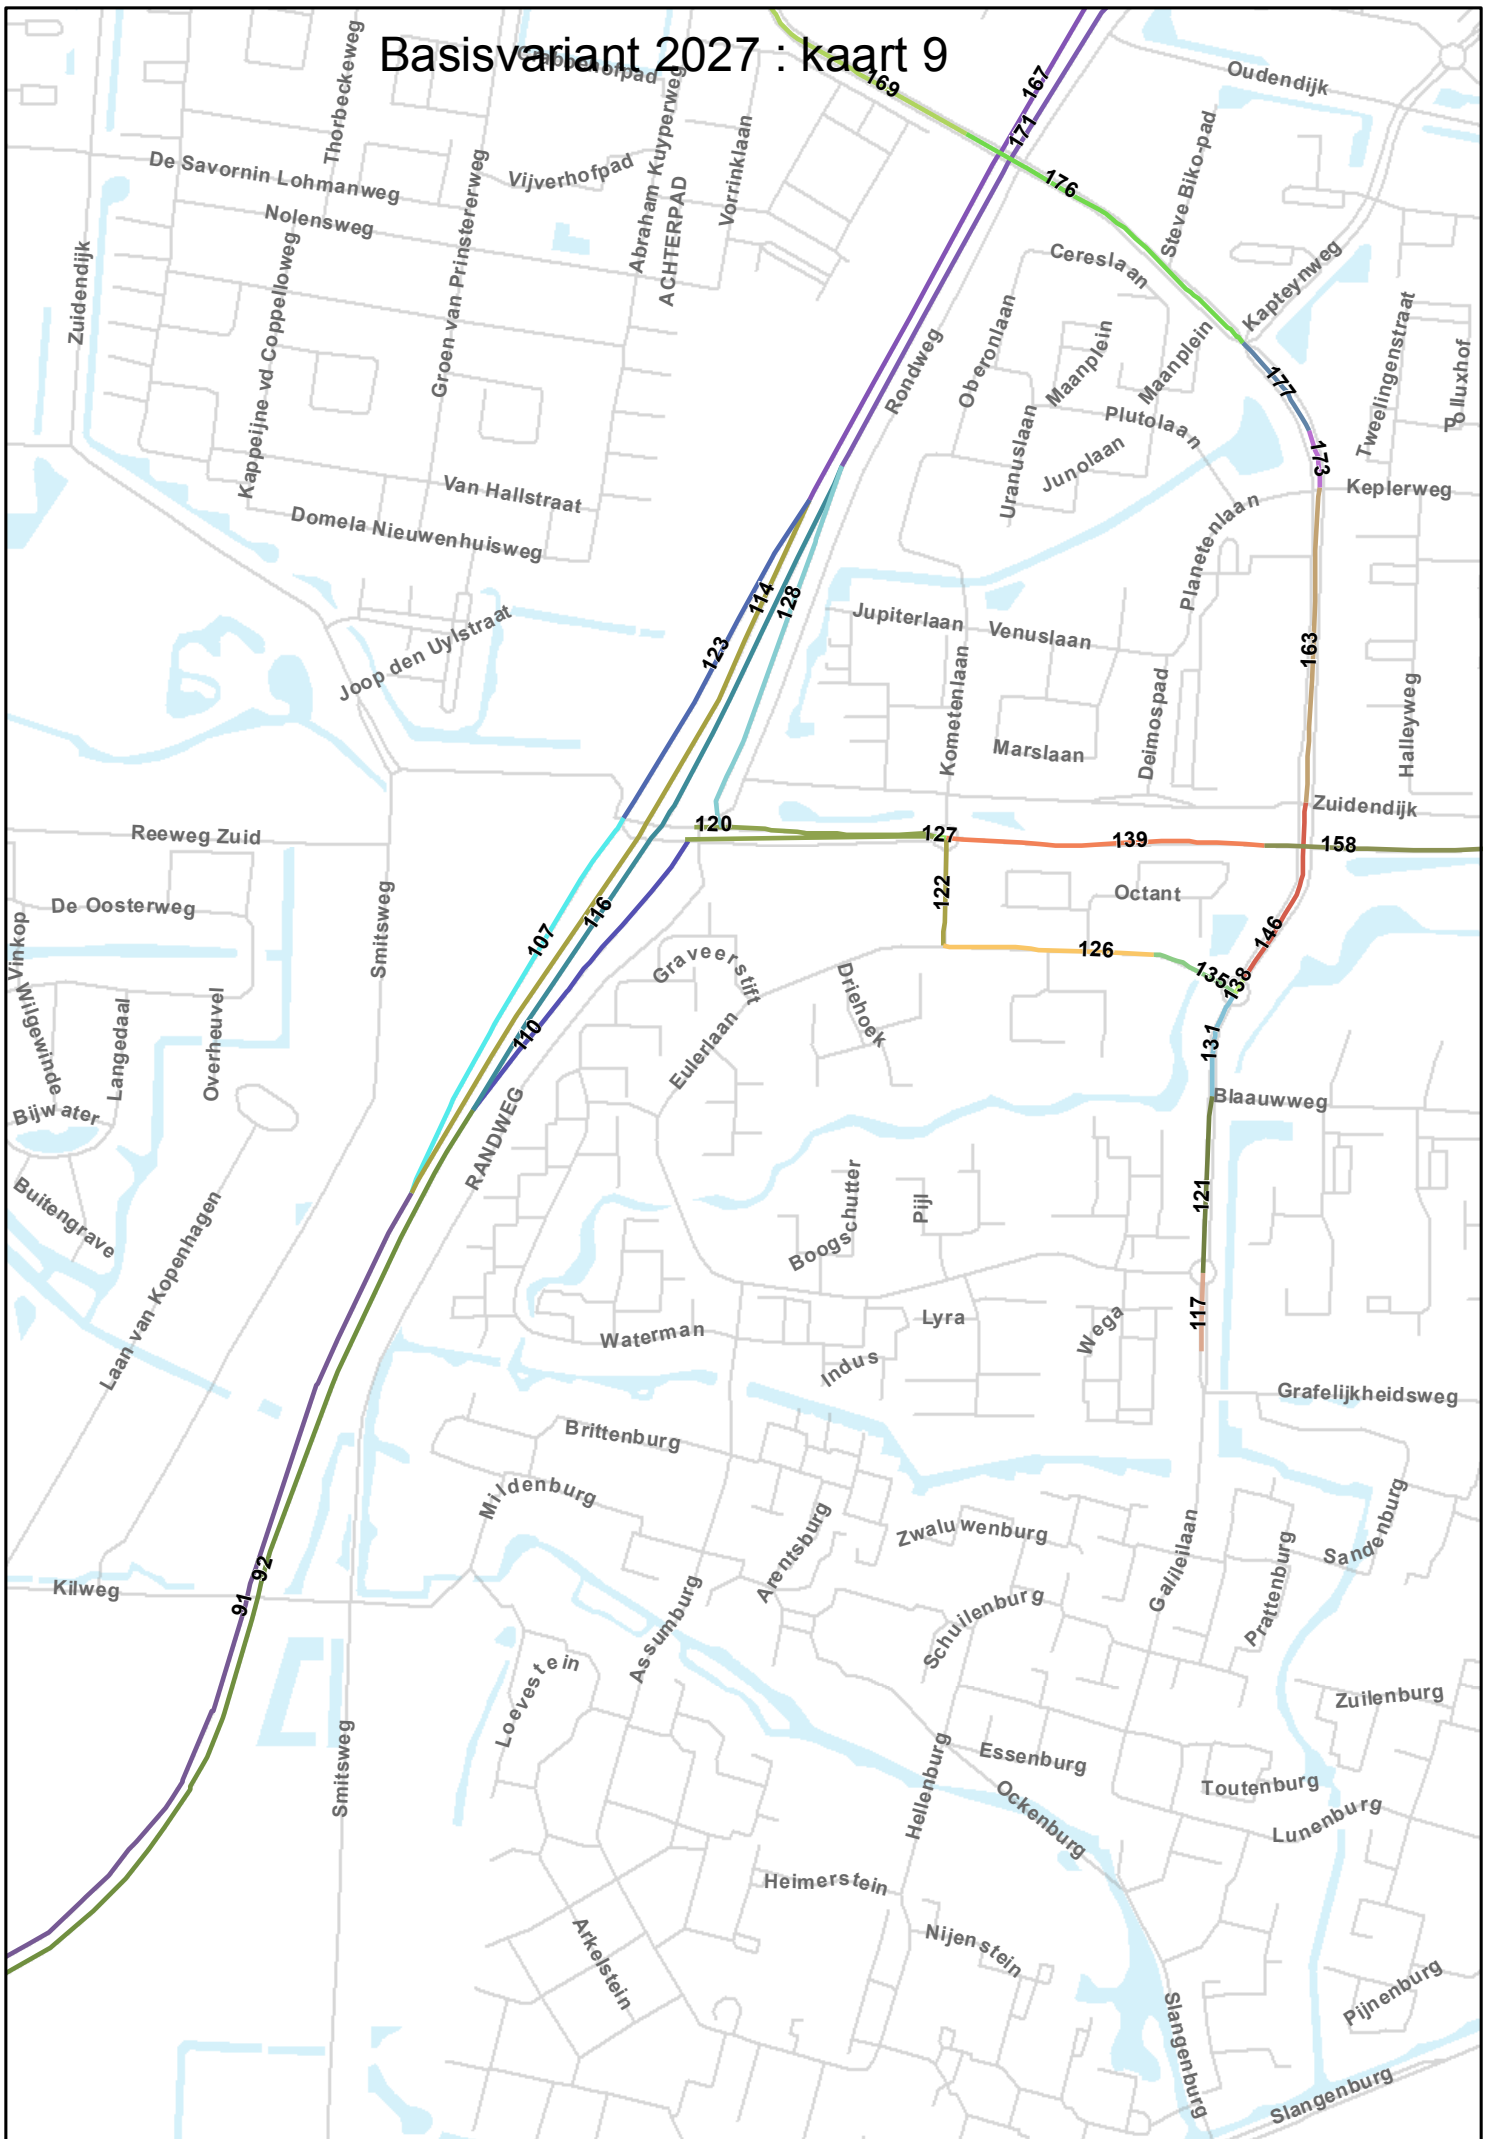 Basisvariant 2027 : kaart 9
167
169
171
Oudendijk
Thorbeckeweg
Abraham Kuyperweg
De Savornin Lohmanweg
Vijverhofpad
Vorrinklaan
ACHTERPAD
Groen van Prinstererweg
Nolensweg
176
Steve Biko-pad
Cereslaan
Kapteynweg
Zuidendijk
Kappeijne vd Coppelloweg
Rondweg
Oberonlaan
Maanplein
Maanplein
177
Tweelingenstraat
Polluxhof
Plutolaan
Uranuslaan
Junolaan
173
Keplerweg
Van Hallstraat
Domela Nieuwenhuisweg
Planetenlaan
114
128
123
Joop den Uylstraat
Jupiterlaan
Venuslaan
163
Kometenlaan
Deimospad
Halleyweg
Marslaan
Zuidendijk
Reeweg Zuid
120
127
139
158
122
Octant
De Oosterweg
Smitsweg
116
107
Vinkop
146
126
135
138
Graveerstift
Driehoek
Wilgewinde
Langedaal
Overheuvel
110
131
Eulerlaan
Bijwater
RANDWEG
Blaauwweg
Buitengrave
121
Boogschutter
Pijl
Laan van Kopenhagen
117
Waterman
Lyra
Wega
Indus
Grafelijkheidsweg
Brittenburg
Mildenburg
Arentsburg
Zwaluwenburg
Galileilaan
Sandenburg
Prattenburg
92
91
Kilweg
Assumburg
Schuilenburg
Loevestein
Zuilenburg
Smitsweg
Essenburg
Hellenburg
Ockenburg
Toutenburg
Lunenburg
Heimerstein
Nijenstein
Arkelstein
Pijnenburg
Slangenburg
Slangenburg